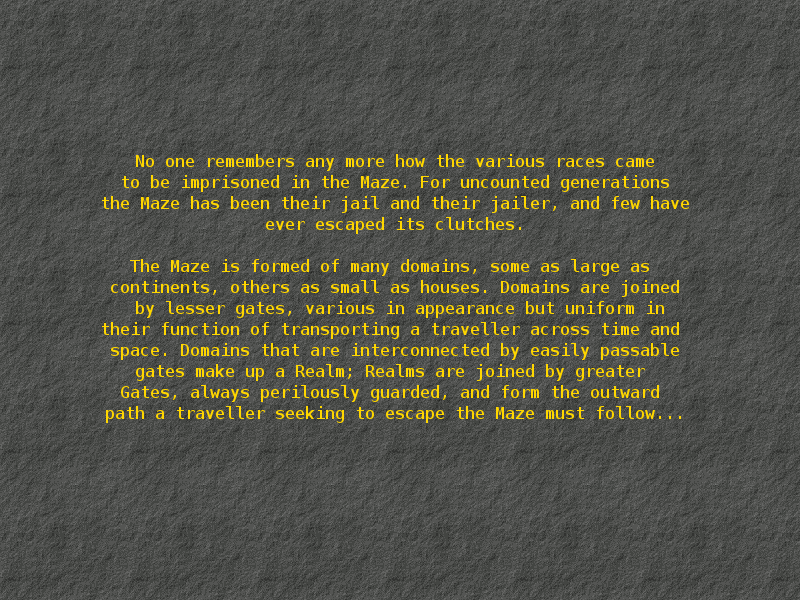 No one remembers any more how the various races came
to be imprisoned in the Maze. For uncounted generations
the Maze has been their jail and their jailer, and few have
ever escaped its clutches.
The Maze is formed of many domains, some as large as
continents, others as small as houses. Domains are joined
by lesser gates, various in appearance but uniform in
their function of transporting a traveller across time and
space. Domains that are interconnected by easily passable
gates make up a Realm; Realms are joined by greater
Gates, always perilously guarded, and form the outward
path a traveller seeking to escape the Maze must follow...